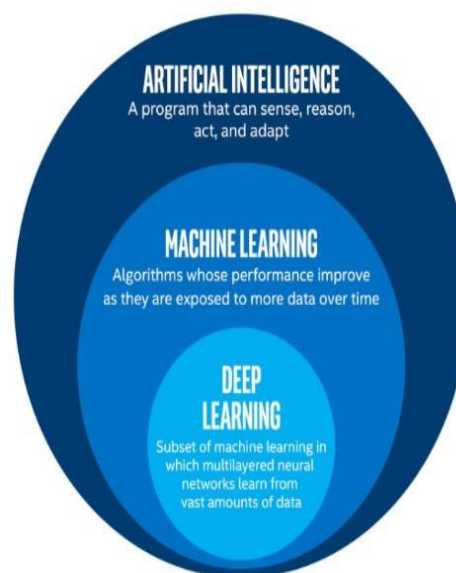 ARTIFICIAL INTELLIGENCE
A program that can sense, reason,
act, and adapt
MACHINE LEARNING
Algorithms whose performance improve
as they are exposed to more data over time
DEEP
LEARNING
Subset of machine learning in
which multilayered neural
networks learn from
vast amounts of data